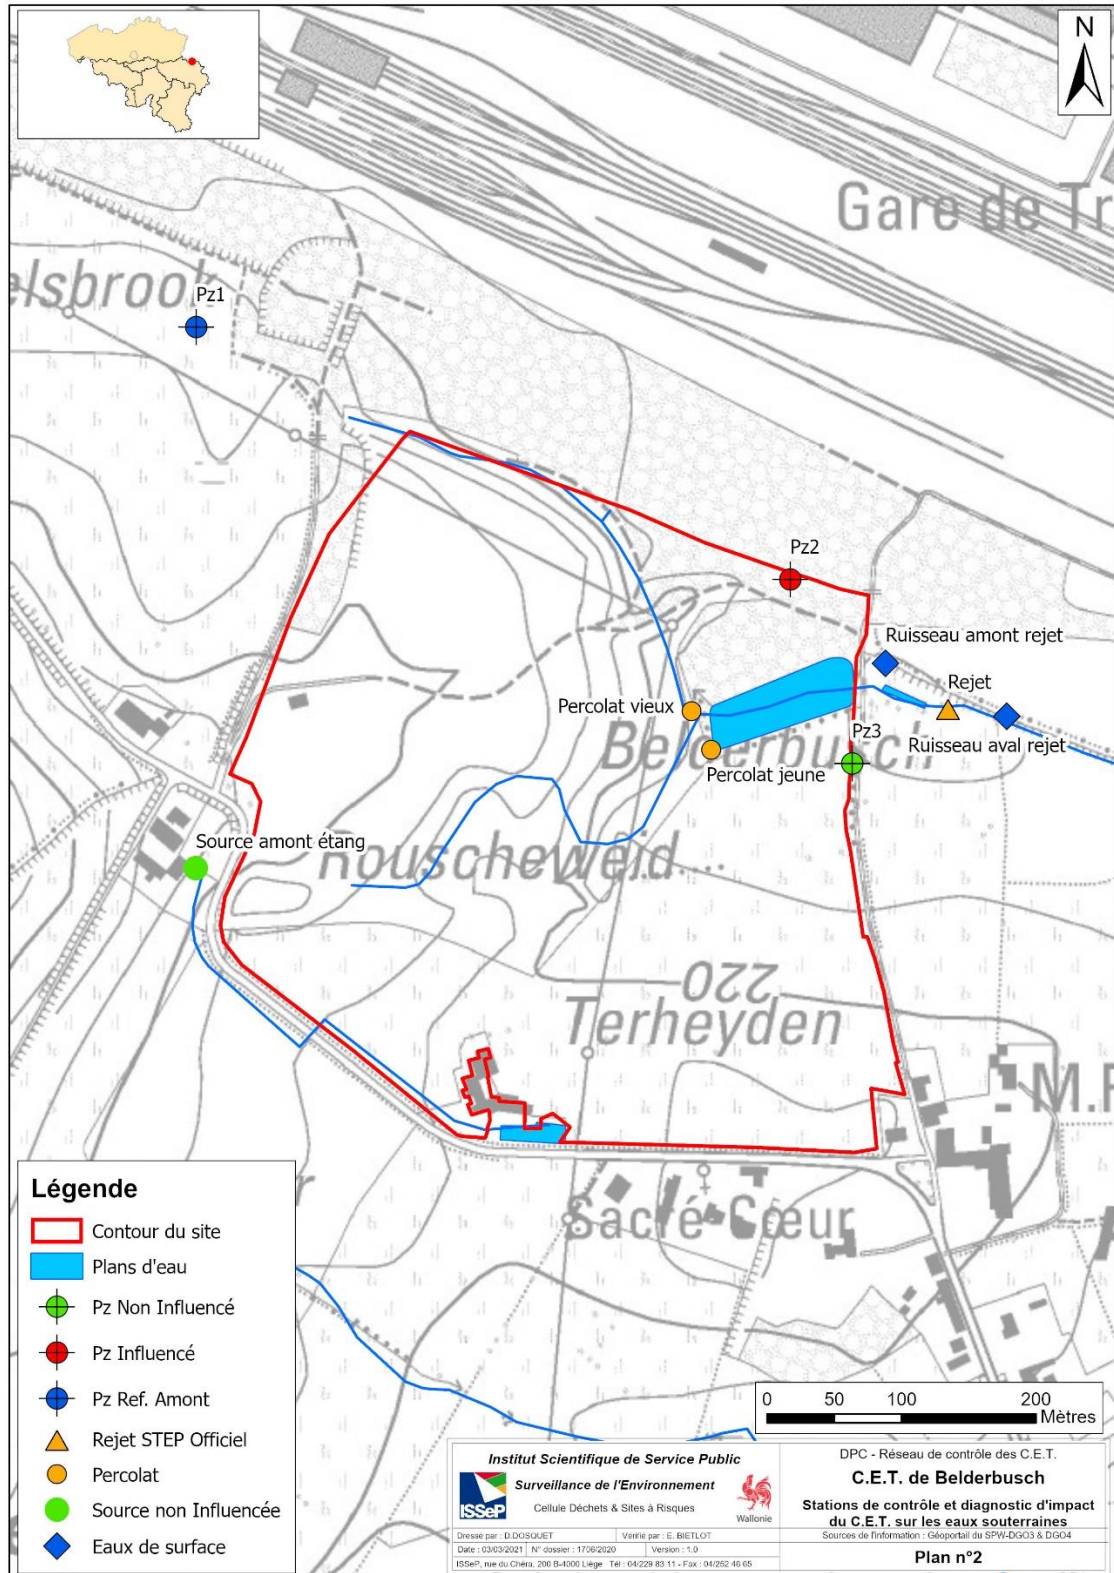 N
Gare de Tr
elsbrook
Pz1
Pz2
Ruisseau amont rejet
Percolat vieux
Rejet
Pz3
Ruisseau aval rejet
Belderbusch
Percolat jeune
Source amont étang
Rouscheweid
220
Terheyden
M.R
Sacré-Cœur
Légende
Contour du site
Plans d'eau
Pz Non Influencé
Pz Influencé
Pz Ref. Amont
Rejet STEP Officiel
Percolat
Source non Influencée
Eaux de surface
0 50 100 200
Mètres
Institut Scientifique de Service Public
Surveillance de l'Environnement
Cellule Déchets & Sites à Risques
ISSeP
Wallonie
Dressé par : D.DOSQUET Vérifié par : E. BIETLOT
Date : 03/03/2021 N° dossier : 1706/2020 Version : 1.0
ISSeP, rue du Chéra, 200 B-4000 Liège Tél : 04/229 83 11 - Fax : 04/252 46 65
DPC - Réseau de contrôle des C.E.T.
C.E.T. de Belderbusch
Stations de contrôle et diagnostic d'impact
du C.E.T. sur les eaux souterraines
Sources de l'information : Géoportail du SPW-DGO3 & DGO4
Plan n°2